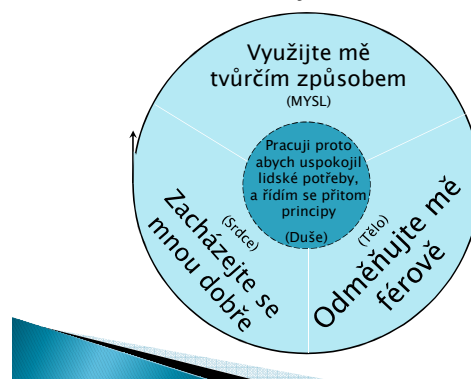 Využijte mě
tvůrčím způsobem
(MYSL)
Pracuji proto
abych uspokojil
lidské potřeby,
a řídím se přitom
principy
(Duše)
Zacházejte se
mnou dobře
(Srdce)
(Tělo)
Odměňujte mě
férově